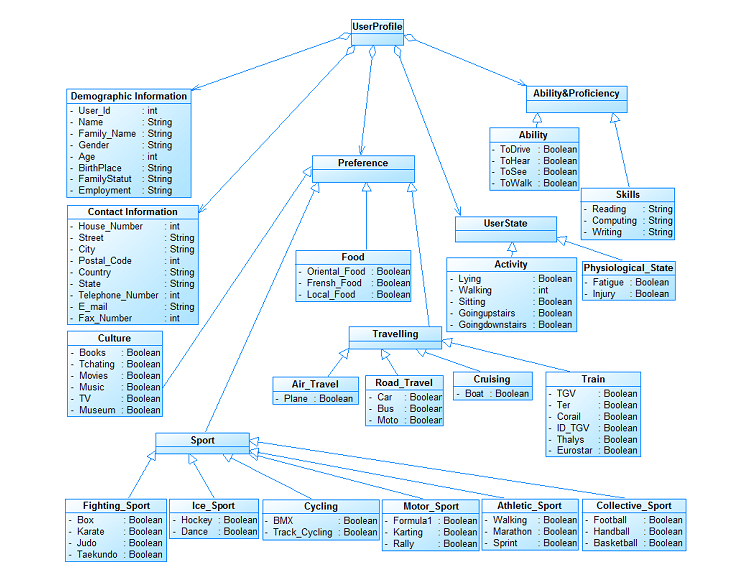 UserProfile
Demographic Information
- User_Id : int
- Name : String
- Family_Name : String
- Gender : String
- Age : int
- BirthPlace : String
- FamilyStatut : String
- Employment : String
Ability&Proficiency
Ability
- ToDrive : Boolean
- ToHear : Boolean
- ToSee : Boolean
- ToWalk : Boolean
Preference
Skills
- Reading : String
- Computing : String
- Writing : String
Contact Information
- House_Number : int
- Street : String
- City : String
- Postal_Code : int
- Country : String
- State : String
- Telephone_Number : int
- E_mail : String
- Fax_Number : int
UserState
Food
- Oriental_Food : Boolean
- Frensh_Food : Boolean
- Local_Food : Boolean
Activity
- Lying : Boolean
- Walking : int
- Sitting : Boolean
- Goingupstairs : Boolean
- Goingdownstairs : Boolean
Physiological_State
- Fatigue : Boolean
- Injury : Boolean
Culture
- Books : Boolean
- Tchating : Boolean
- Movies : Boolean
- Music : Boolean
- TV : Boolean
- Museum : Boolean
Travelling
Air_Travel
- Plane : Boolean
Road_Travel
- Car : Boolean
- Bus : Boolean
- Moto : Boolean
Cruising
- Boat : Boolean
Train
- TGV : Boolean
- Ter : Boolean
- Corail : Boolean
- ID_TGV : Boolean
- Thalys : Boolean
- Eurostar : Boolean
Sport
Fighting_Sport
- Box : Boolean
- Karate : Boolean
- Judo : Boolean
- Taekundo : Boolean
Ice_Sport
- Hockey : Boolean
- Dance : Boolean
Cycling
- BMX : Boolean
- Track_Cycling : Boolean
Motor_Sport
- Formula1 : Boolean
- Karting : Boolean
- Rally : Boolean
Athletic_Sport
- Walking : Boolean
- Marathon : Boolean
- Sprint : Boolean
Collective_Sport
- Football : Boolean
- Handball : Boolean
- Basketball : Boolean